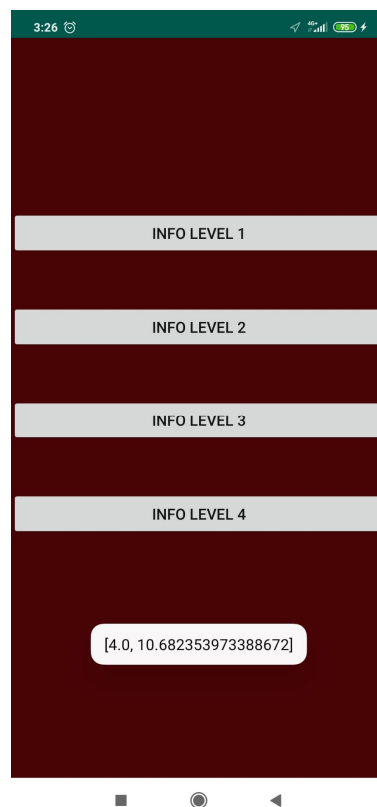 3:26
4G+ 95
INFO LEVEL 1
INFO LEVEL 2
INFO LEVEL 3
INFO LEVEL 4
[4.0, 10.682353973388672]